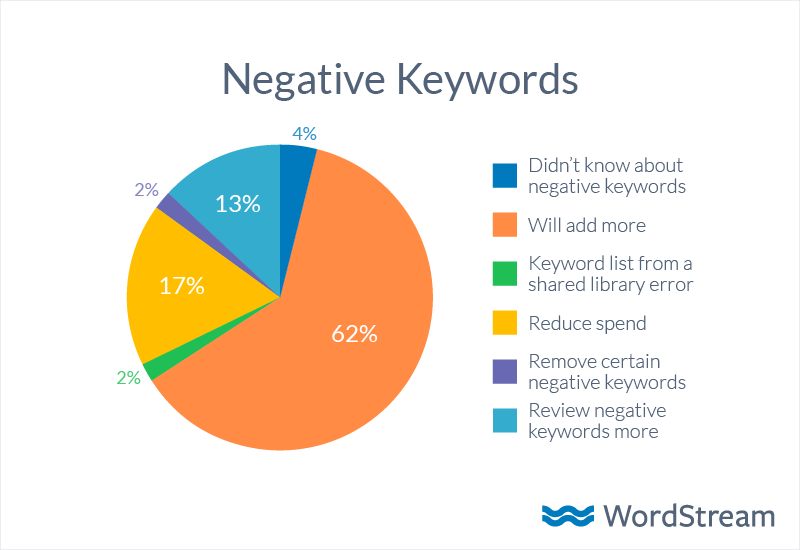 Negative Keywords
4%
2%
13%
17%
62%
2%
Didn’t know about
negative keywords
Will add more
Keyword list from a
shared library error
Reduce spend
Remove certain
negative keywords
Review negative
keywords more
WordStream